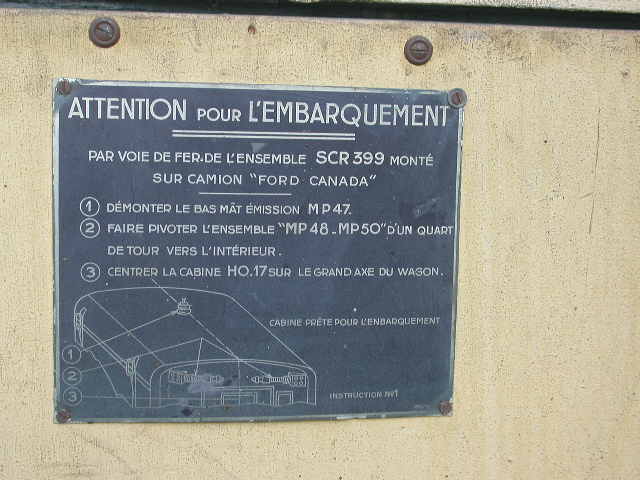 ATTENTION POUR L'EMBARQUEMENT
PAR VOIE DE FER.DE L'ENSEMBLE SCR 399 MONTÉ
SUR CAMION "FORD CANADA"
1 DÉMONTER LE BAS MÂT ÉMISSION MP47.
2 FAIRE PIVOTER L'ENSEMBLE "MP48-MP50" D'UN QUART
DE TOUR VERS L'INTÉRIEUR.
3 CENTRER LA CABINE HO.17 SUR LE GRAND AXE DU WAGON.
CABINE PRÊTE POUR L'ENBARQUEMENT
1
2
3
INSTRUCTION Nº1